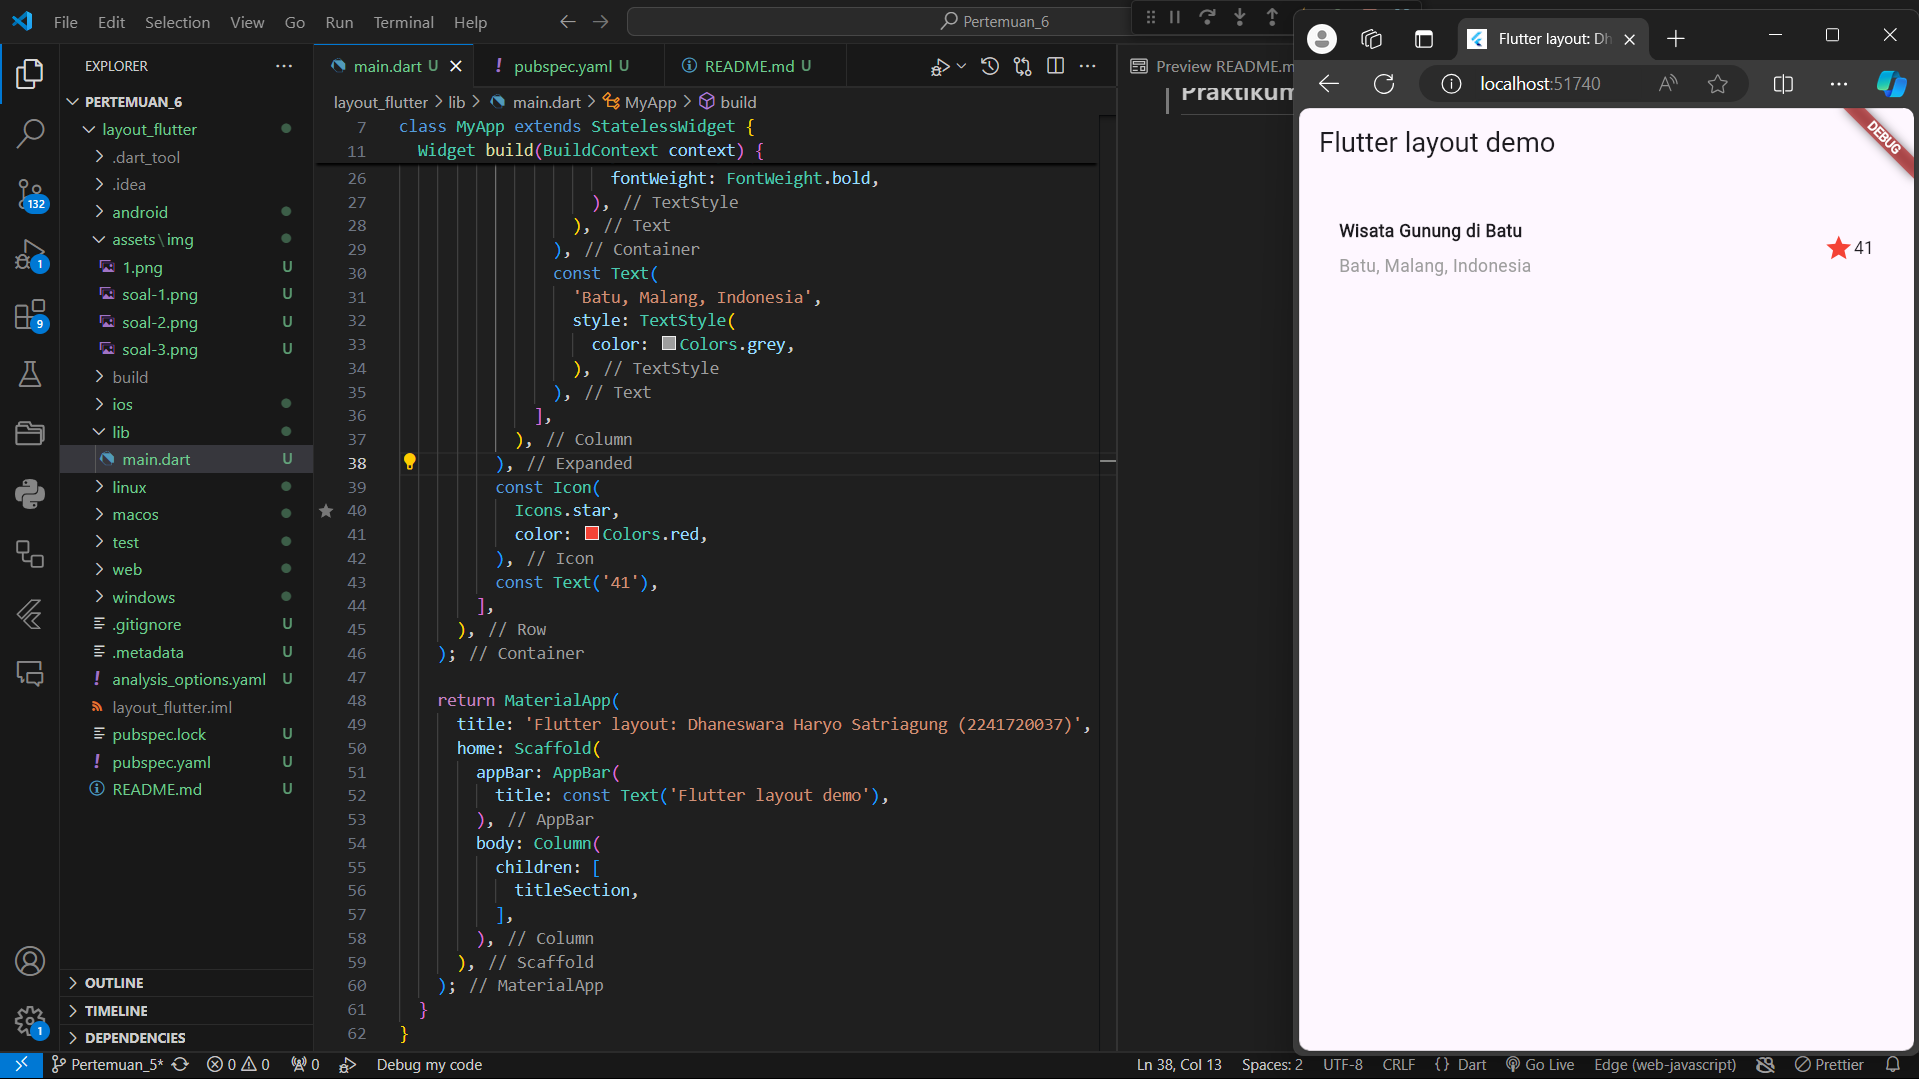 File Edit Selection View Go Run Terminal Help
Pertemuan_6
EXPLORER
PERTEMUAN_6
layout_flutter
.dart_tool
.idea
android
assets\img
1.png U
soal-1.png U
soal-2.png U
soal-3.png U
build
ios
lib
main.dart U
linux
macos
test
web
windows
.gitignore U
.metadata U
analysis_options.yaml U
layout_flutter.iml
pubspec.lock U
pubspec.yaml U
README.md U
OUTLINE
TIMELINE
DEPENDENCIES
132
1
9
1
main.dart U
pubspec.yaml U
README.md U
layout_flutter > lib > main.dart > MyApp > build
7 class MyApp extends StatelessWidget {
11 Widget build(BuildContext context) {
26 fontWeight: FontWeight.bold,
27 ), // TextStyle
28 ), // Text
29 ), // Container
30 const Text(
31 'Batu, Malang, Indonesia',
32 style: TextStyle(
33 color: Colors.grey,
34 ), // TextStyle
35 ), // Text
36 ],
37 ), // Column
38 ), // Expanded
39 const Icon(
40 Icons.star,
41 color: Colors.red,
42 ), // Icon
43 const Text('41'),
44 ],
45 ), // Row
46 ); // Container
47
48 return MaterialApp(
49 title: 'Flutter layout: Dhaneswara Haryo Satriagung (2241720037)',
50 home: Scaffold(
51 appBar: AppBar(
52 title: const Text('Flutter layout demo'),
53 ), // AppBar
54 body: Column(
55 children: [
56 titleSection,
57 ],
58 ), // Column
59 ), // Scaffold
60 ); // MaterialApp
61 }
62 }
Preview README.m
Praktikum
Flutter layout: Dh
localhost:51740
DEBUG
Flutter layout demo
Wisata Gunung di Batu
Batu, Malang, Indonesia
41
Pertemuan_5* 0 0 0 Debug my code
Ln 38, Col 13 Spaces: 2 UTF-8 CRLF { } Dart Go Live Edge (web-javascript) Prettier